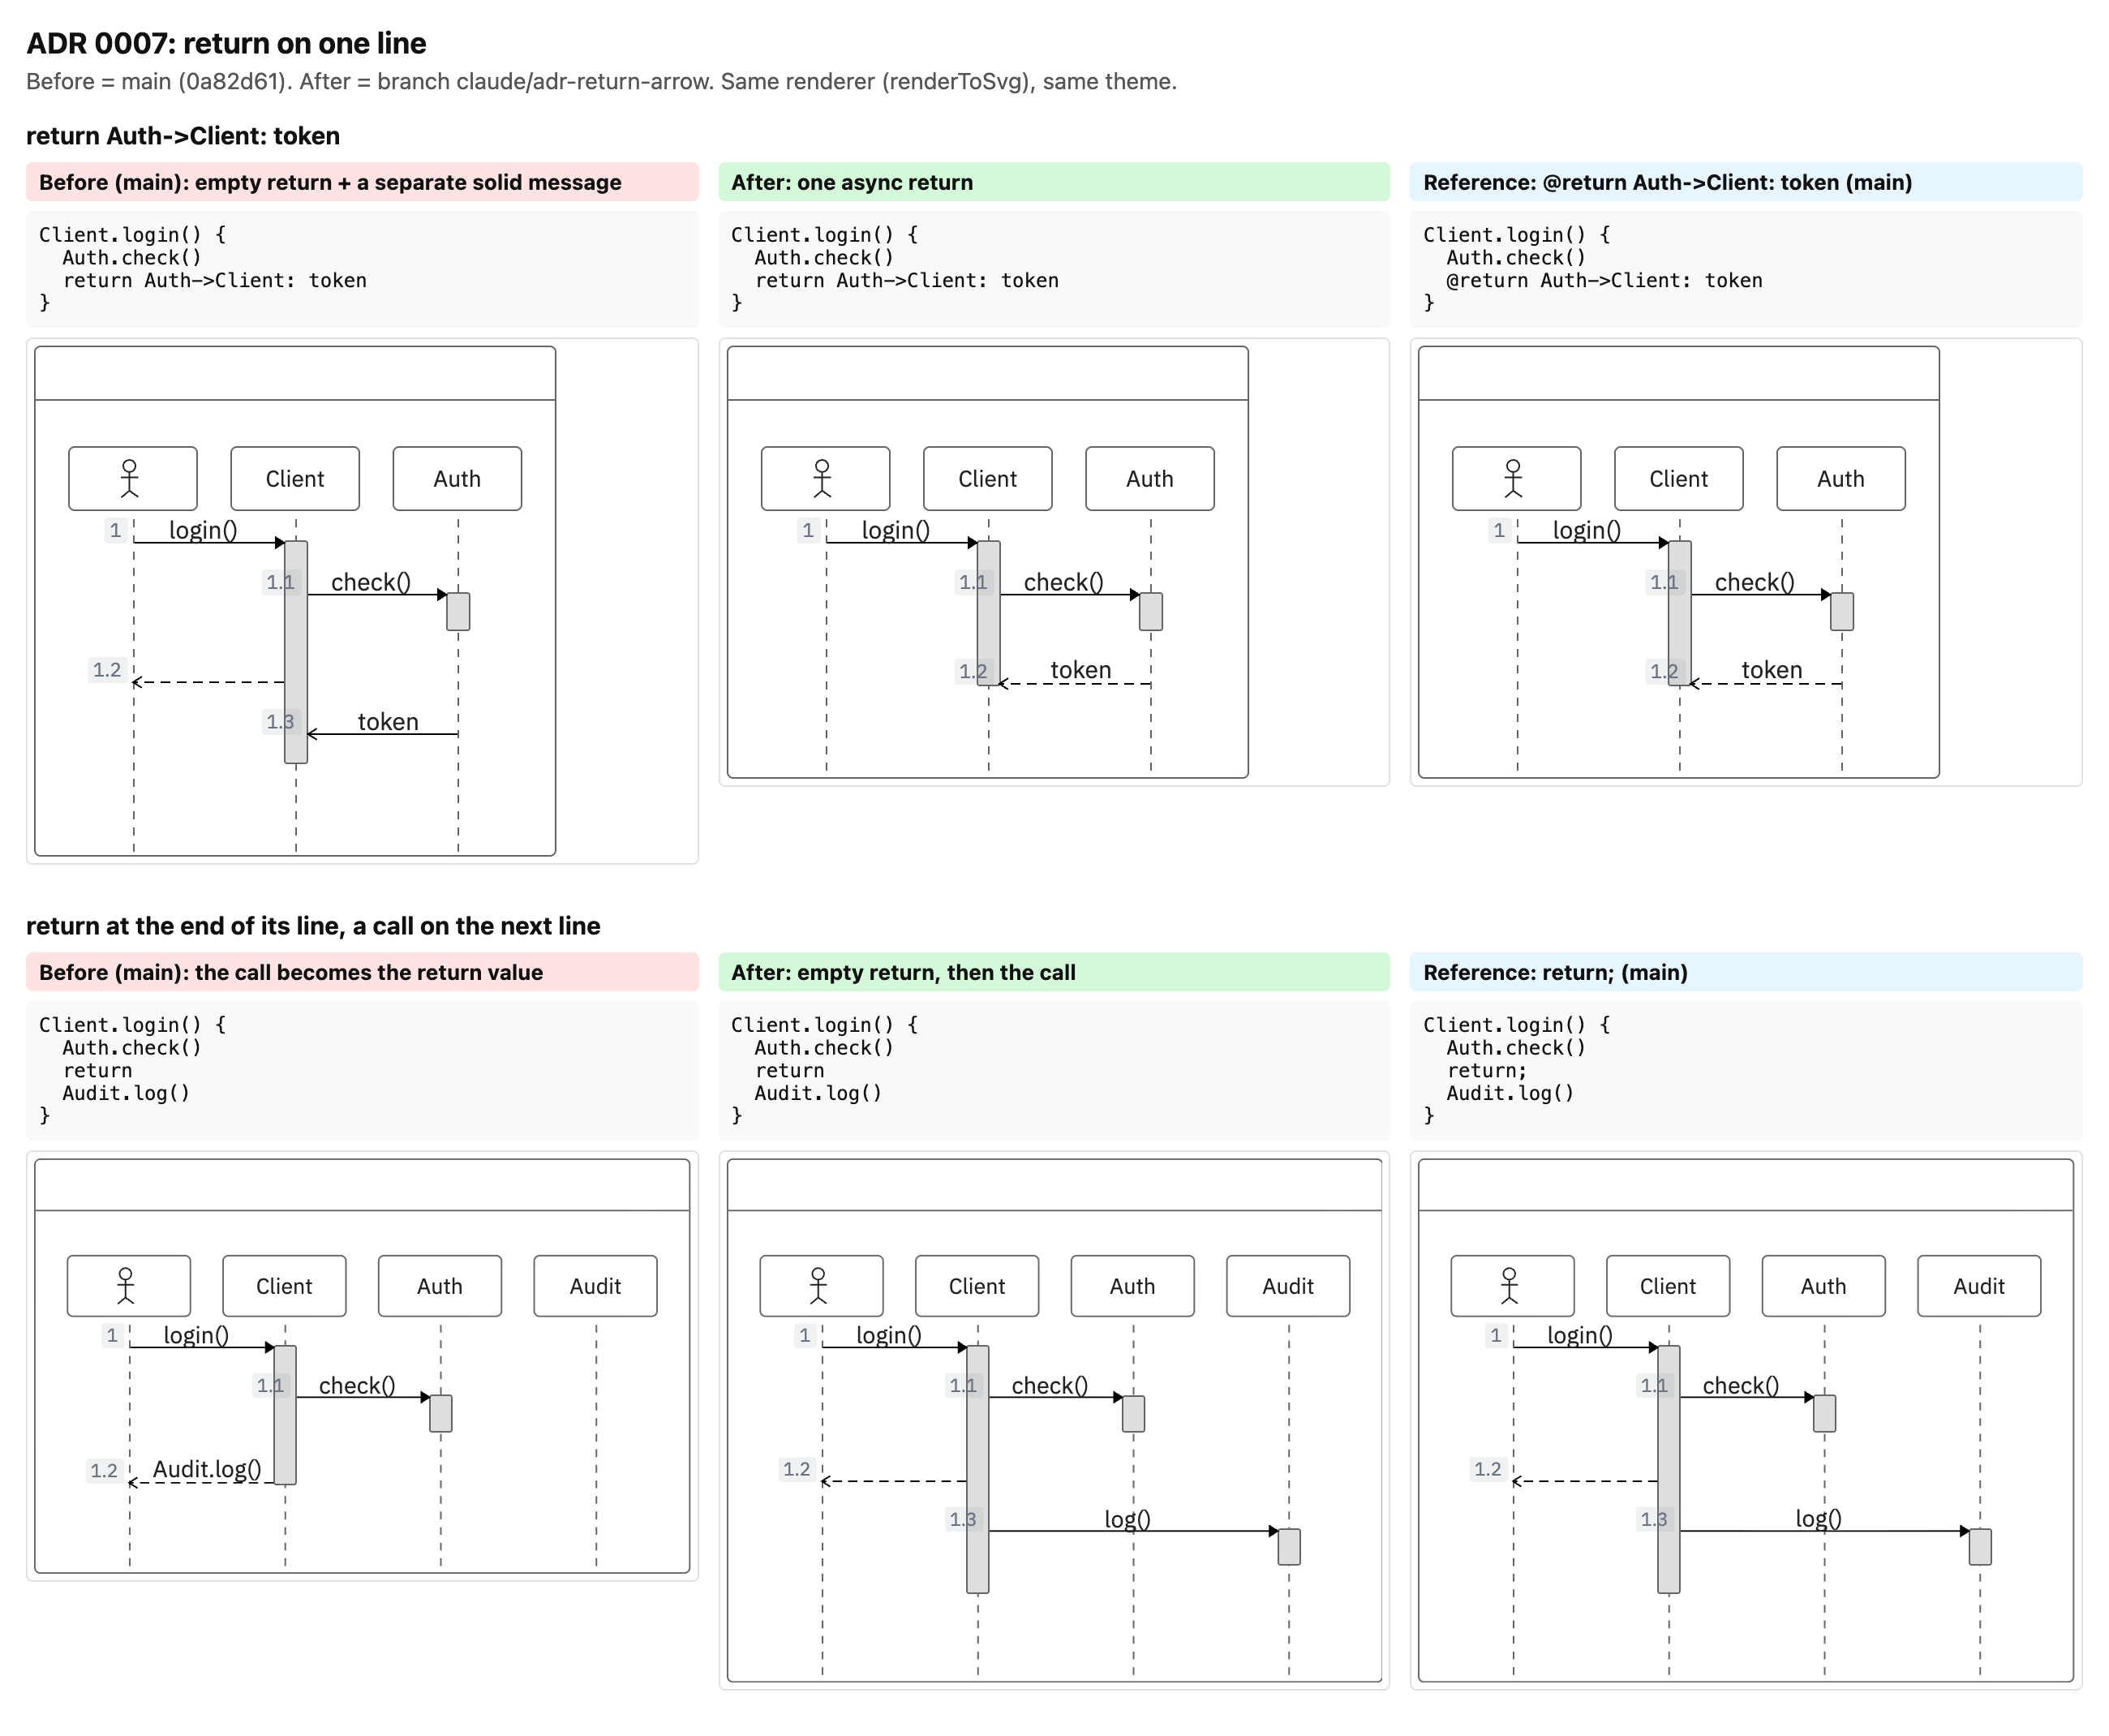 ADR 0007: return on one line
Before = main (0a82d61). After = branch claude/adr-return-arrow. Same renderer (renderToSvg), same theme.
return Auth->Client: token
Before (main): empty return + a separate solid message
Client.login() {
  Auth.check()
  return Auth->Client: token
}
Client
Auth
1
login()
1.1
check()
1.2
1.3
token
After: one async return
Client.login() {
  Auth.check()
  return Auth->Client: token
}
Client
Auth
1
login()
1.1
check()
1.2
token
Reference: @return Auth->Client: token (main)
Client.login() {
  Auth.check()
  @return Auth->Client: token
}
Client
Auth
1
login()
1.1
check()
1.2
token
return at the end of its line, a call on the next line
Before (main): the call becomes the return value
Client.login() {
  Auth.check()
  return
  Audit.log()
}
Client
Auth
Audit
1
login()
1.1
check()
1.2
Audit.log()
After: empty return, then the call
Client.login() {
  Auth.check()
  return
  Audit.log()
}
Client
Auth
Audit
1
login()
1.1
check()
1.2
1.3
log()
Reference: return; (main)
Client.login() {
  Auth.check()
  return;
  Audit.log()
}
Client
Auth
Audit
1
login()
1.1
check()
1.2
1.3
log()